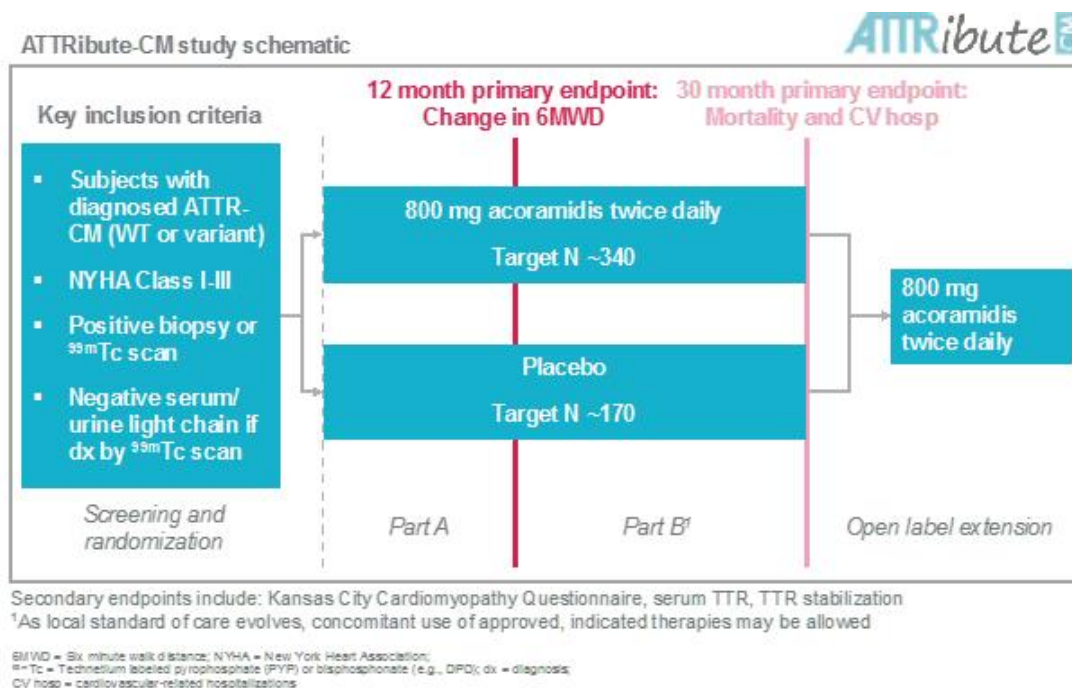 ATTRibute-CM study schematic
ATTRibute CM
Key inclusion criteria
12 month primary endpoint:
Change in 6MWD
30 month primary endpoint:
Mortality and CV hosp
▪ Subjects with
diagnosed ATTR-
CM (WT or variant)
▪ NYHA Class I-III
▪ Positive biopsy or
⁹⁹ᵐTc scan
▪ Negative serum/
urine light chain if
dx by ⁹⁹ᵐTc scan
800 mg acoramidis twice daily
Target N ~340
Placebo
Target N ~170
800 mg
acoramidis
twice daily
Screening and
randomization
Part A
Part B¹
Open label extension
Secondary endpoints include: Kansas City Cardiomyopathy Questionnaire, serum TTR, TTR stabilization
¹As local standard of care evolves, concomitant use of approved, indicated therapies may be allowed
6MWD = Six minute walk distance; NYHA = New York Heart Association;
⁹⁹ᵐTc = Technetium labeled pyrophosphate (PYP) or bisphosphonate (e.g., DPD); dx = diagnosis;
CV hosp = cardiovascular-related hospitalizations